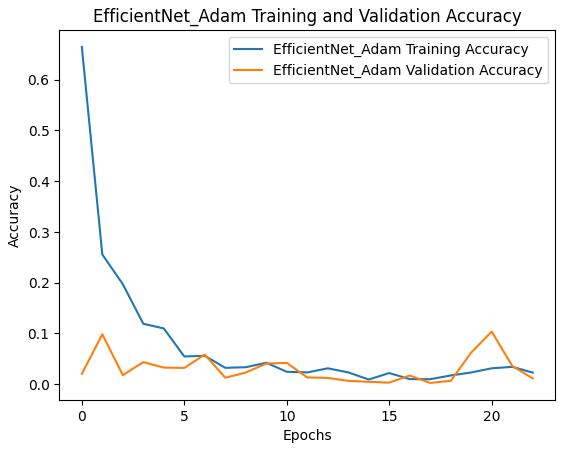 EfficientNet_Adam Training and Validation Accuracy
EfficientNet_Adam Training Accuracy
EfficientNet_Adam Validation Accuracy
Accuracy
0.6
0.5
0.4
0.3
0.2
0.1
0.0
0 5 10 15 20
Epochs